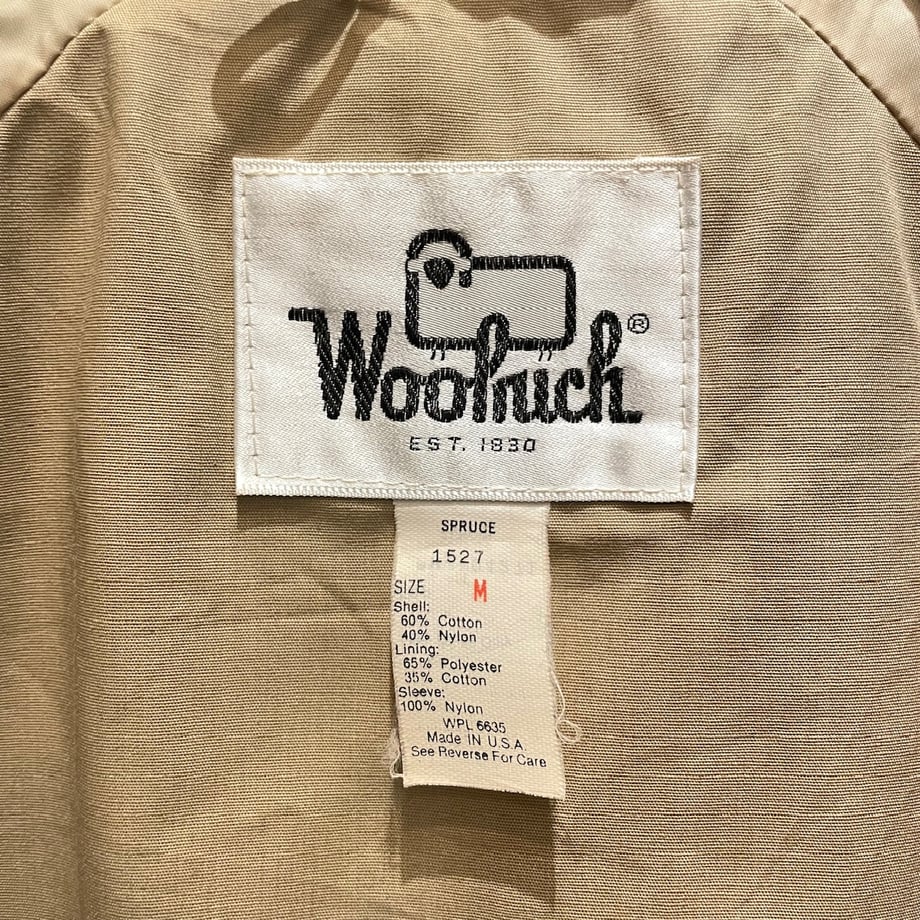 Woolrich®
EST. 1830
SPRUCE
1527
SIZE M
Shell:
60% Cotton
40% Nylon
Lining:
65% Polyester
35% Cotton
Sleeve:
100% Nylon
WPL 6635
Made IN U.S.A
See Reverse For Care